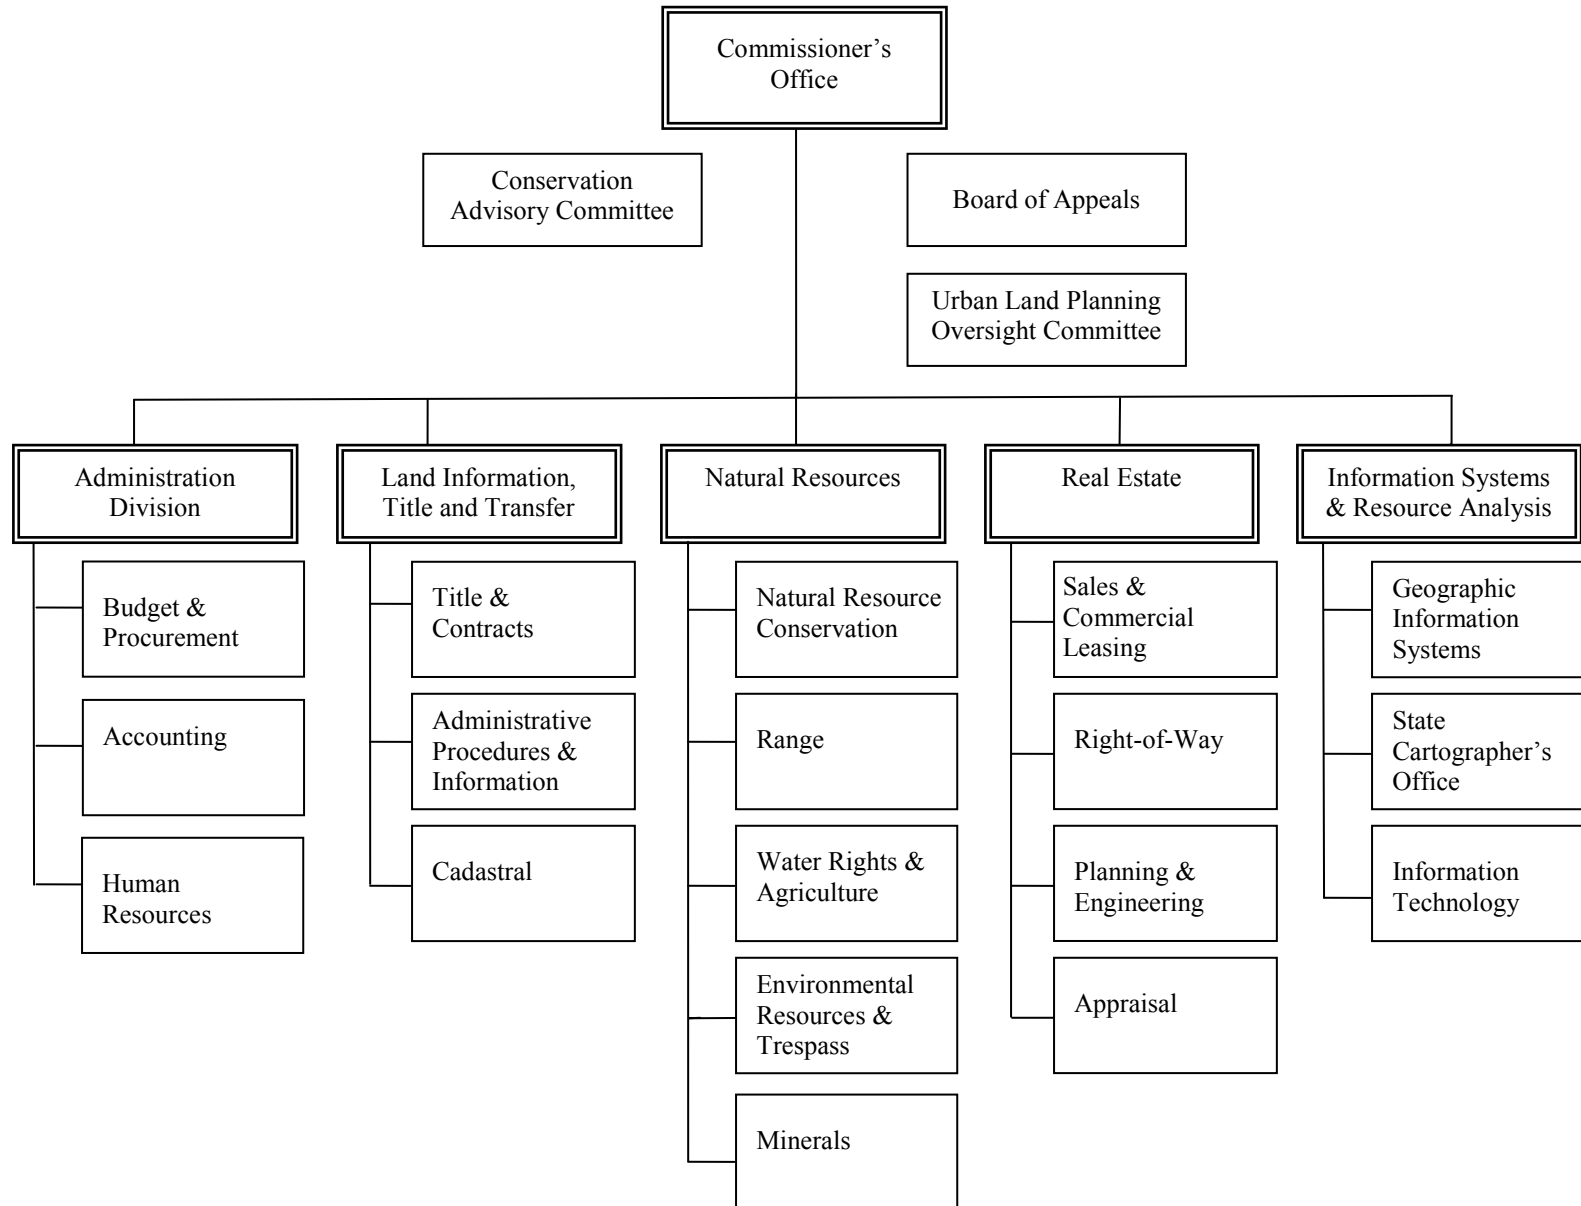 Commissioner’s
Office
Conservation
Advisory Committee
Board of Appeals
Urban Land Planning
Oversight Committee
Administration
Division
Land Information,
Title and Transfer
Natural Resources
Real Estate
Information Systems
& Resource Analysis
Budget &
Procurement
Accounting
Human
Resources
Title &
Contracts
Administrative
Procedures &
Information
Cadastral
Natural Resource
Conservation
Range
Water Rights &
Agriculture
Environmental
Resources &
Trespass
Minerals
Sales &
Commercial
Leasing
Right-of-Way
Planning &
Engineering
Appraisal
Geographic
Information
Systems
State
Cartographer’s
Office
Information
Technology